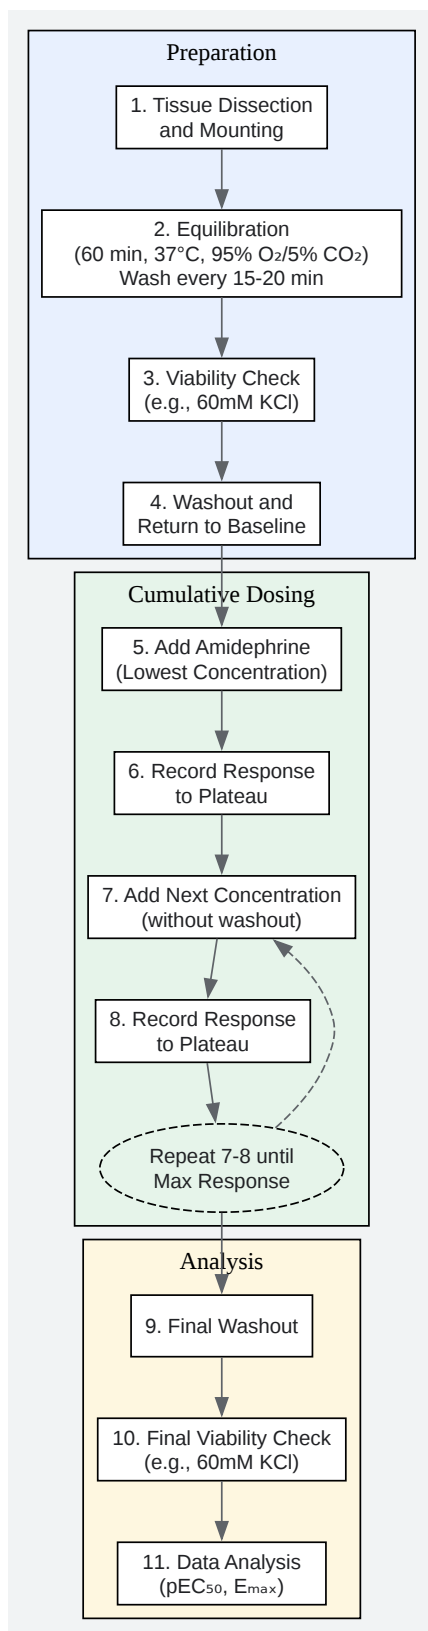 Preparation
1. Tissue Dissection
and Mounting
2. Equilibration
(60 min, 37°C, 95% O₂/5% CO₂)
Wash every 15-20 min
3. Viability Check
(e.g., 60mM KCl)
4. Washout and
Return to Baseline
Cumulative Dosing
5. Add Amidephrine
(Lowest Concentration)
6. Record Response
to Plateau
7. Add Next Concentration
(without washout)
8. Record Response
to Plateau
Repeat 7-8 until
Max Response
Analysis
9. Final Washout
10. Final Viability Check
(e.g., 60mM KCl)
11. Data Analysis
(pEC₅₀, Eₘₐₓ)